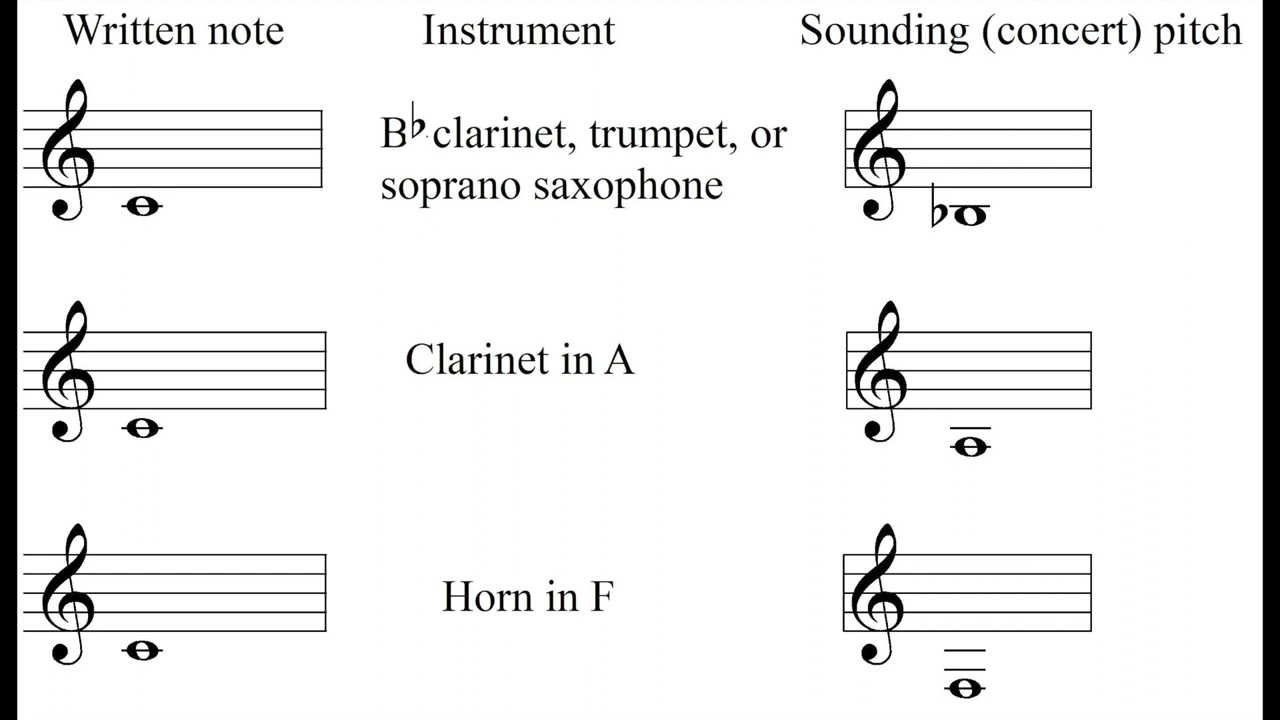 Written note Instrument Sounding (concert) pitch
B♭ clarinet, trumpet, or
soprano saxophone
Clarinet in A
Horn in F